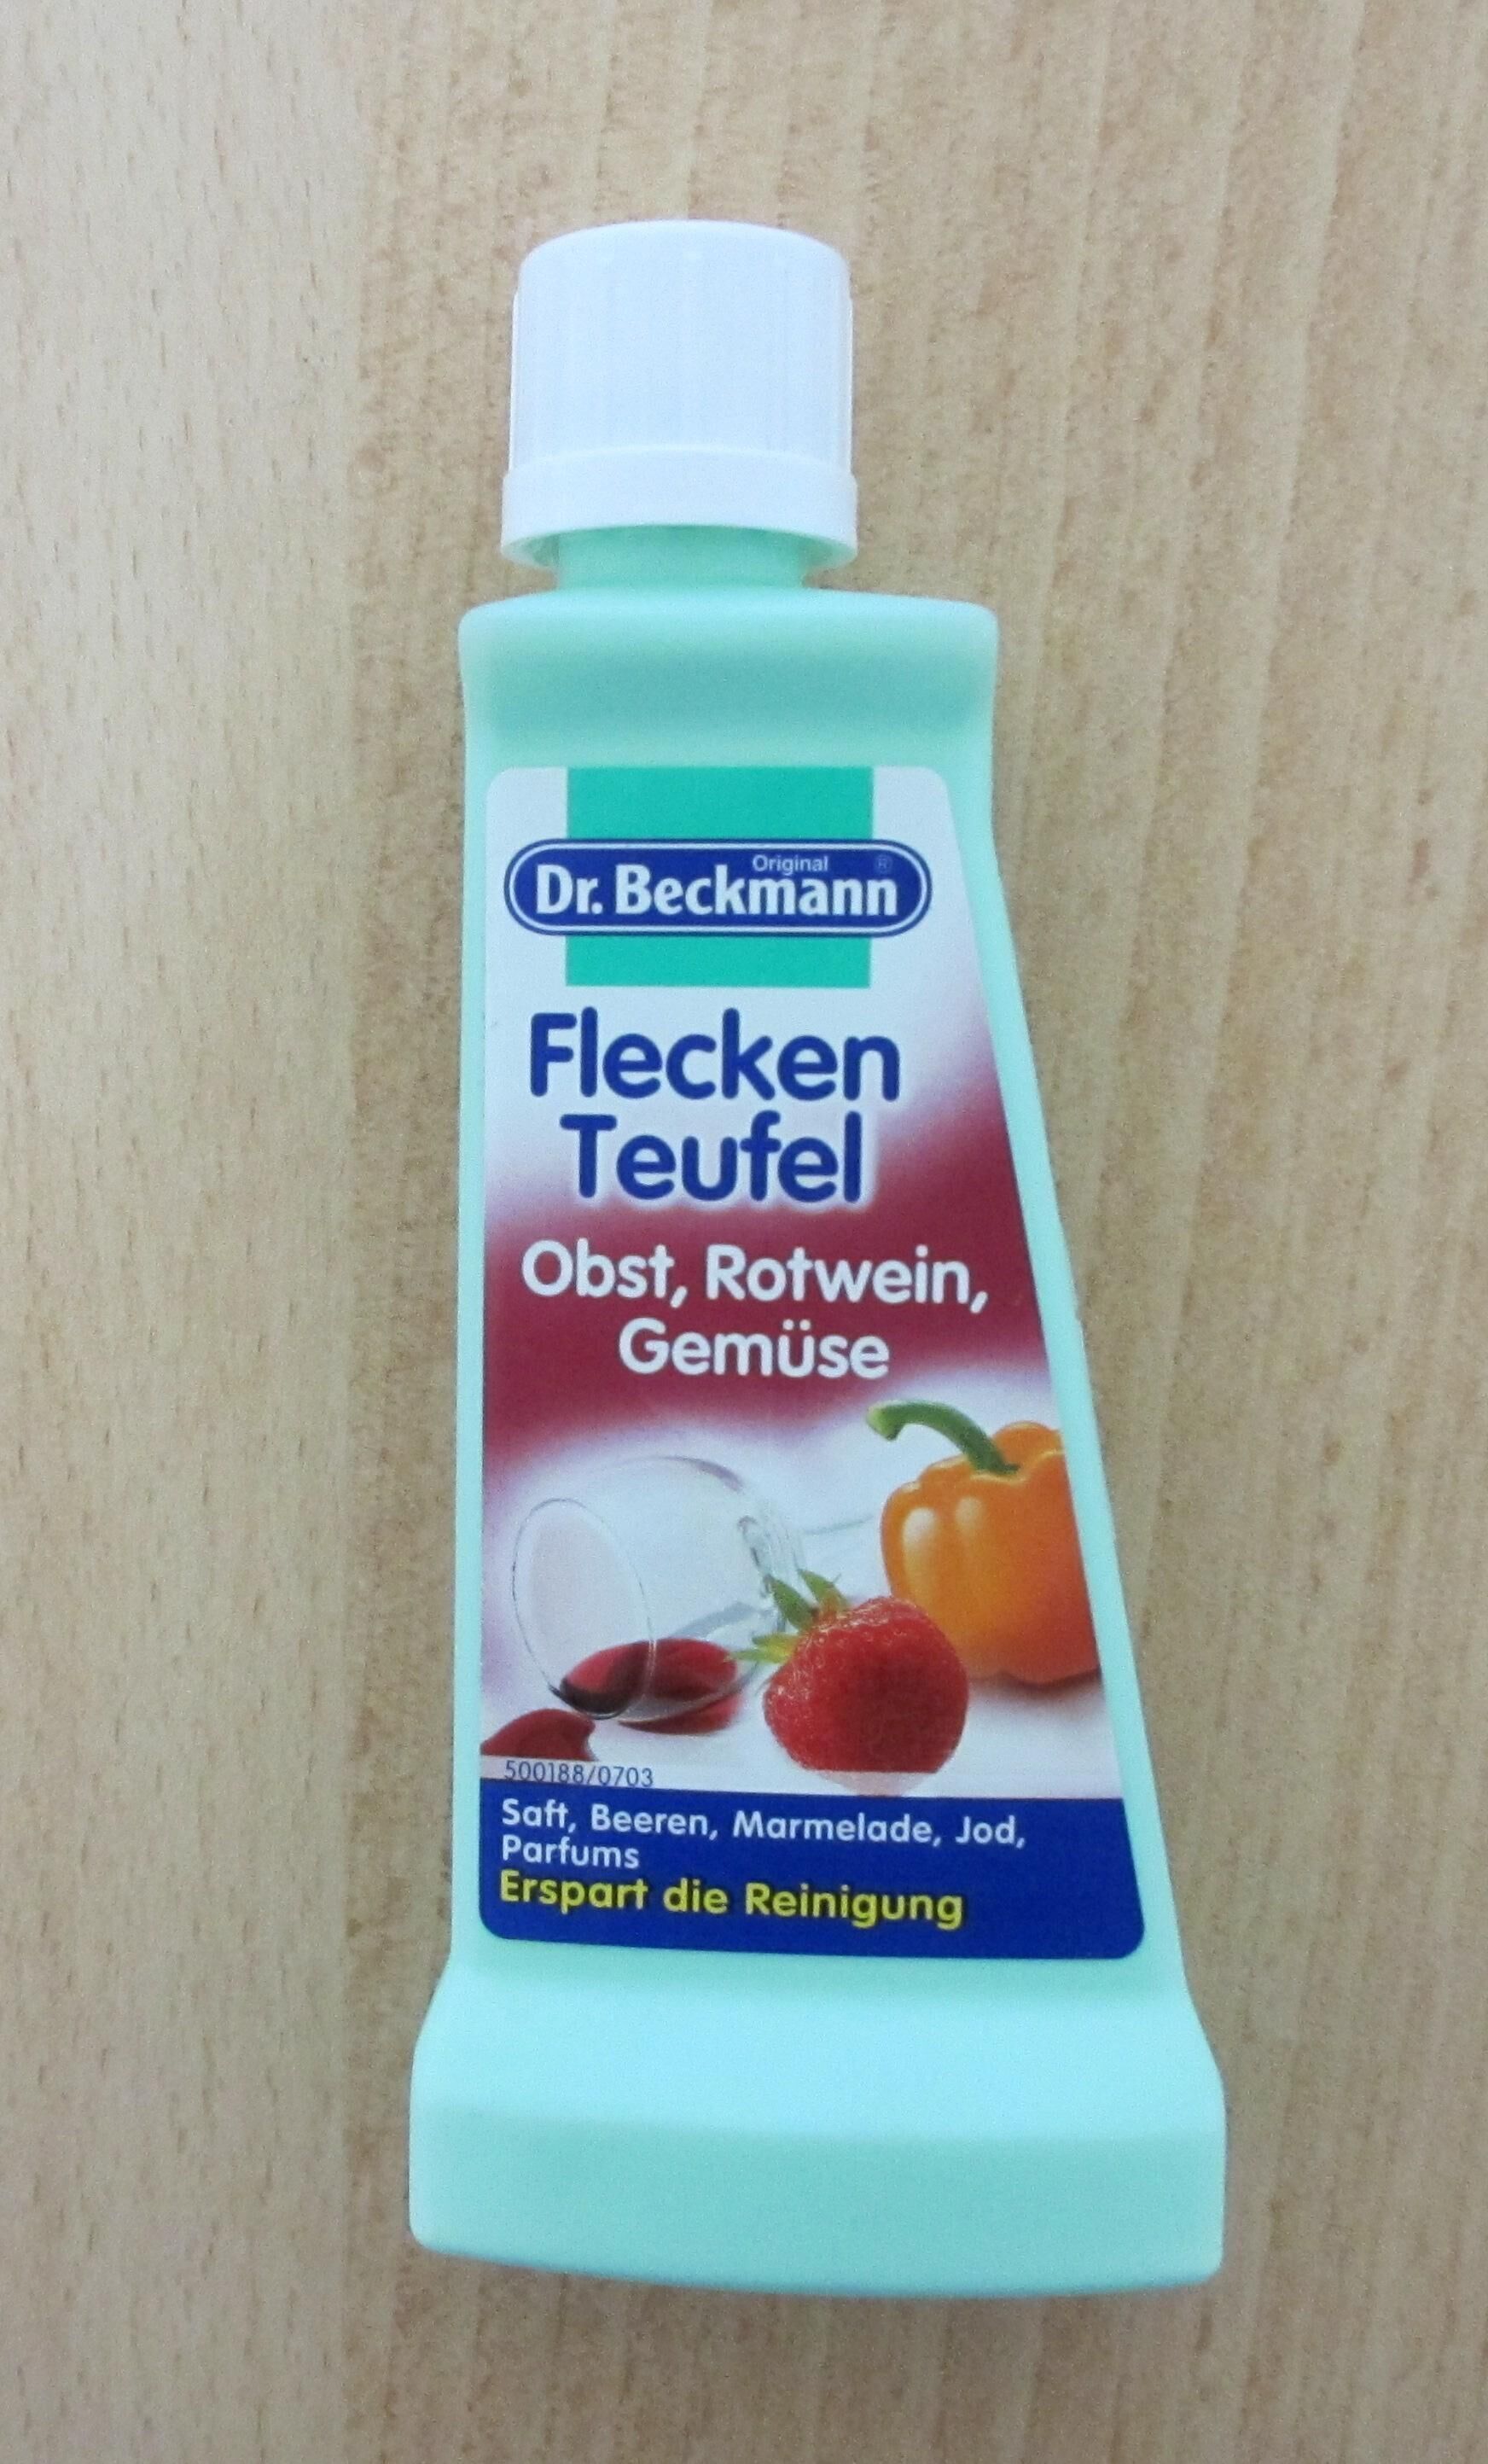 Original ®
Dr. Beckmann
Flecken
Teufel
Obst, Rotwein,
Gemüse
500188/0703
Saft, Beeren, Marmelade, Jod,
Parfums
Erspart die Reinigung